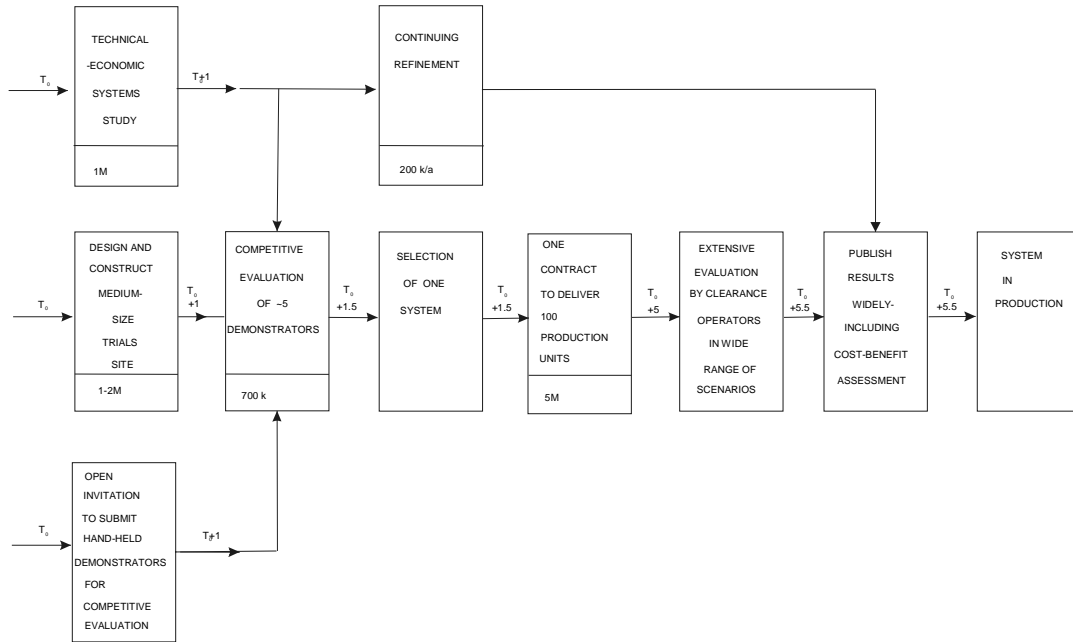 TECHNICAL
-ECONOMIC
SYSTEMS
STUDY
1M
T0
T0+1
CONTINUING
REFINEMENT
200 k/a
T0
DESIGN AND
CONSTRUCT
MEDIUM-
SIZE
TRIALS
SITE
1-2M
T0
+1
COMPETITIVE
EVALUATION
OF ~5
DEMONSTRATORS
700 k
T0
+1.5
SELECTION
OF ONE
SYSTEM
T0
+1.5
ONE
CONTRACT
TO DELIVER
100
PRODUCTION
UNITS
5M
T0
+5
EXTENSIVE
EVALUATION
BY CLEARANCE
OPERATORS
IN WIDE
RANGE OF
SCENARIOS
T0
+5.5
PUBLISH
RESULTS
WIDELY-
INCLUDING
COST-BENEFIT
ASSESSMENT
T0
+5.5
SYSTEM
IN
PRODUCTION
T0
OPEN
INVITATION
TO SUBMIT
HAND-HELD
DEMONSTRATORS
FOR
COMPETITIVE
EVALUATION
T0+1